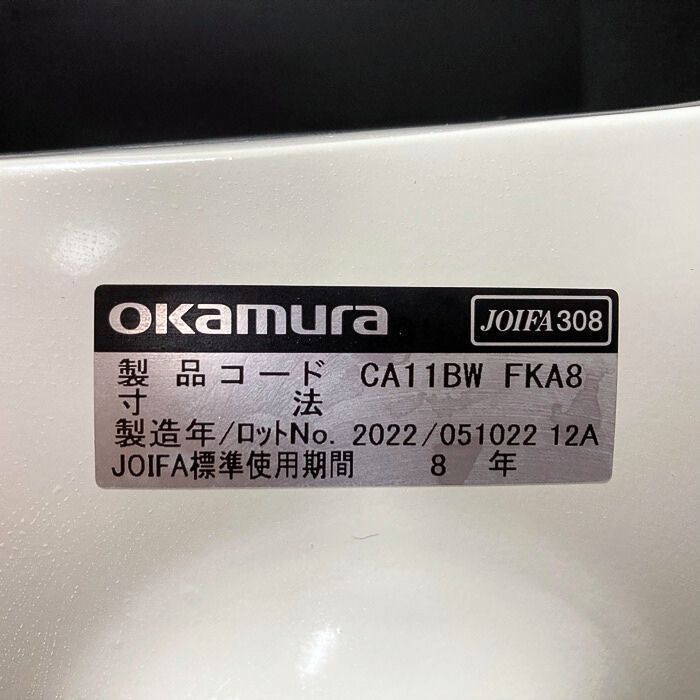 okamura JOIFA308
製品コード CA11BW FKA8
寸法
製造年/ロットNo. 2022/051022 12A
JOIFA標準使用期間 8 年